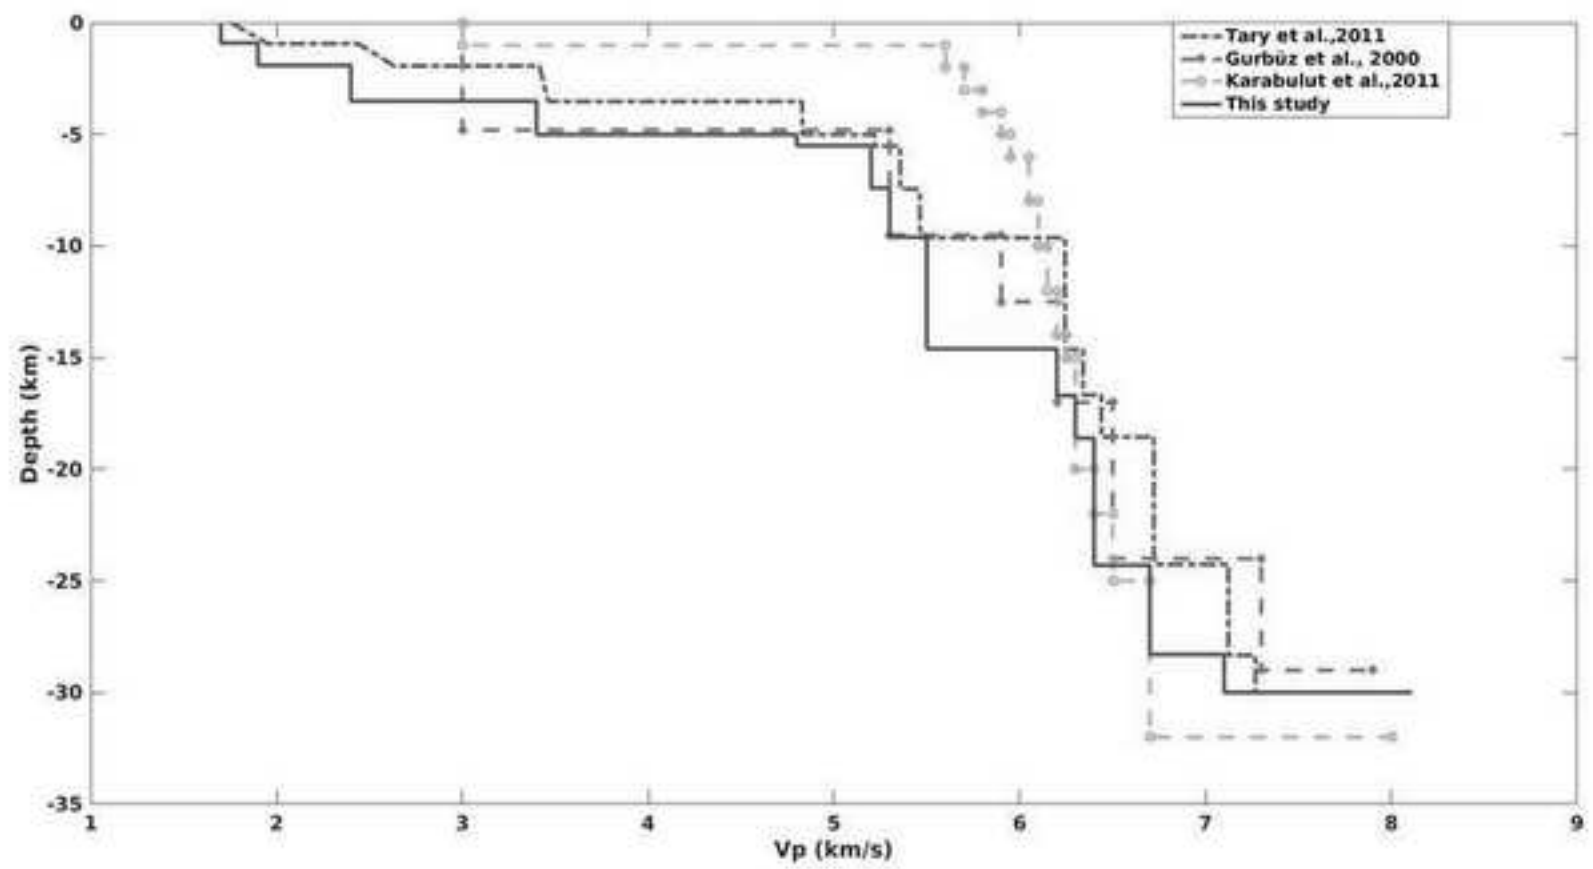 0
-5
-10
-15
-20
-25
-30
-35
Depth (km)
1 2 3 4 5 6 7 8 9
Vp (km/s)
Tary et al.,2011
Gurbüz et al., 2000
Karabulut et al.,2011
This study